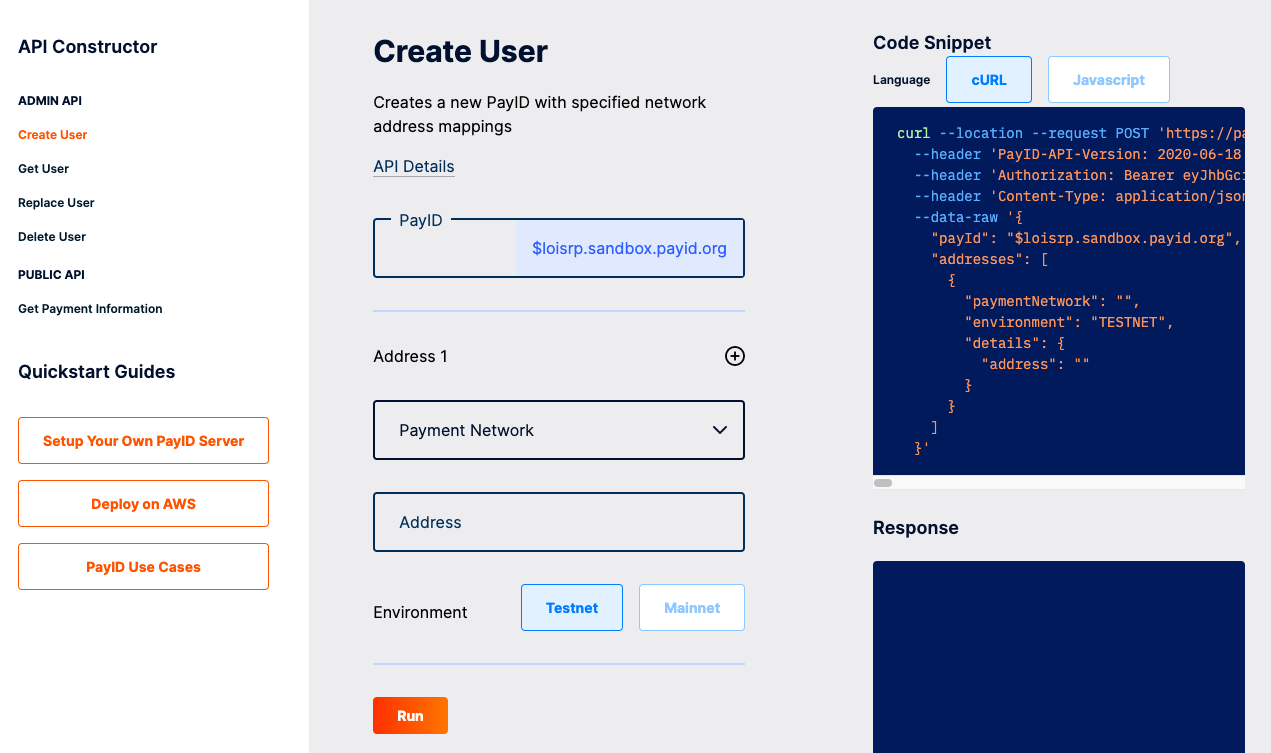 API Constructor
ADMIN API
Create User
Get User
Replace User
Delete User
PUBLIC API
Get Payment Information
Quickstart Guides
Setup Your Own PayID Server
Deploy on AWS
PayID Use Cases
Create User
Creates a new PayID with specified network
address mappings
API Details
PayID
$loisrp.sandbox.payid.org
Address 1
Payment Network
Address
Environment
Testnet
Mainnet
Run
Code Snippet
Language
cURL
Javascript
curl --location --request POST 'https://pa
--header 'PayID-API-Version: 2020-06-18
--header 'Authorization: Bearer eyJhbGci
--header 'Content-Type: application/json
--data-raw '{
"payId": "$loisrp.sandbox.payid.org",
"addresses": [
{
"paymentNetwork": "",
"environment": "TESTNET",
"details": {
"address": ""
}
}
]
}'
Response